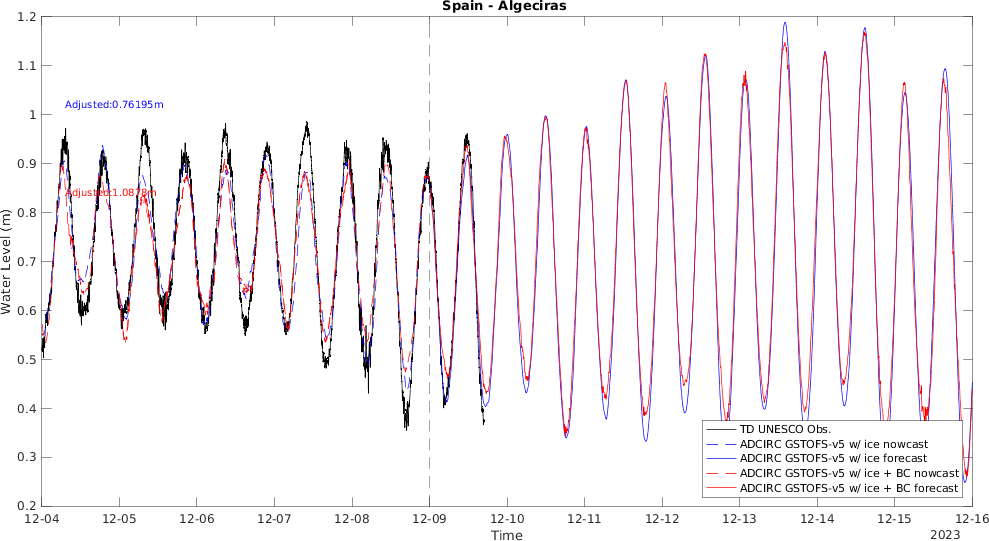 Spain - Algeciras
1.2
1.1
1
0.9
0.8
0.7
0.6
0.5
0.4
0.3
0.2
Water Level (m)
Adjusted:0.76195m
Adjusted:1.0878m
TD UNESCO Obs.
ADCIRC GSTOFS-v5 w/ ice nowcast
ADCIRC GSTOFS-v5 w/ ice forecast
ADCIRC GSTOFS-v5 w/ ice + BC nowcast
ADCIRC GSTOFS-v5 w/ ice + BC forecast
12-04 12-05 12-06 12-07 12-08 12-09 12-10 12-11 12-12 12-13 12-14 12-15 12-16
Time
2023